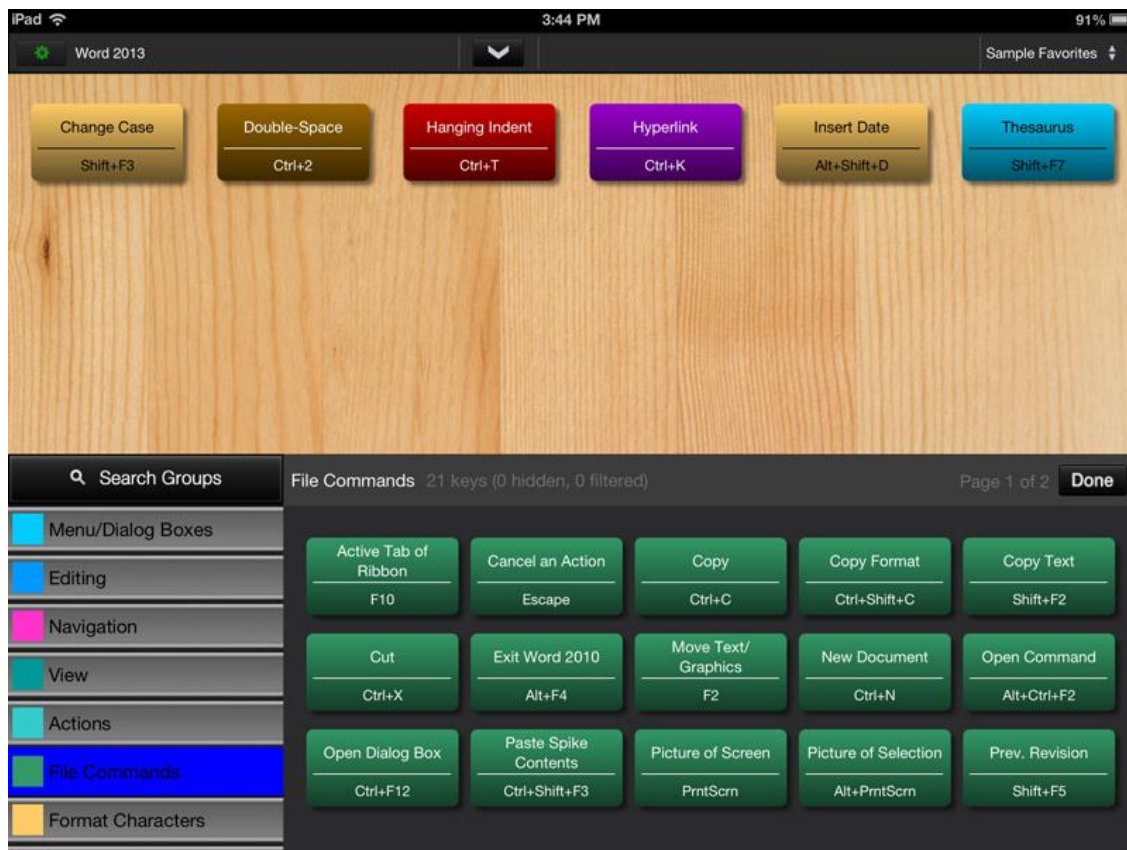 iPad 3:44 PM 91%
Word 2013 Sample Favorites
Change Case Double-Space Hanging Indent Hyperlink Insert Date Thesaurus
Shift+F3 Ctrl+2 Ctrl+T Ctrl+K Alt+Shift+D Shift+F7
Search Groups File Commands 21 keys (0 hidden, 0 filtered) Page 1 of 2 Done
Menu/Dialog Boxes
Editing
Navigation
View
Actions
File Commands
Format Characters
Active Tab of
Ribbon
F10
Cancel an Action
Escape
Copy
Ctrl+C
Copy Format
Ctrl+Shift+C
Copy Text
Shift+F2
Cut
Ctrl+X
Exit Word 2010
Alt+F4
Move Text/
Graphics
F2
New Document
Ctrl+N
Open Command
Alt+Ctrl+F2
Open Dialog Box
Ctrl+F12
Paste Spike
Contents
Ctrl+Shift+F3
Picture of Screen
PrntScrn
Picture of Selection
Alt+PrntScrn
Prev. Revision
Shift+F5